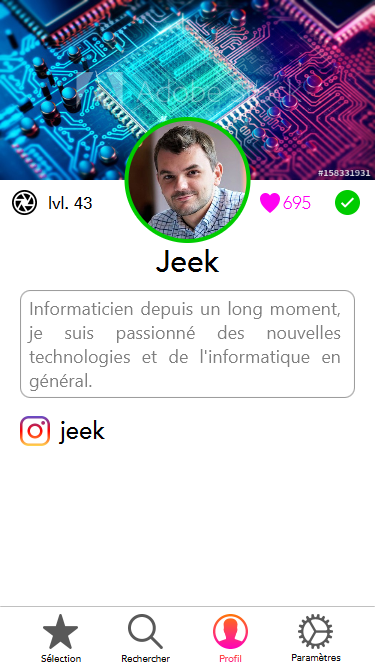 Adobe Stock
#158331931
lvl. 43
695
Jeek
Informaticien depuis un long moment,
je suis passionné des nouvelles
technologies et de l'informatique en
général.
jeek
Sélection
Rechercher
Profil
Paramètres